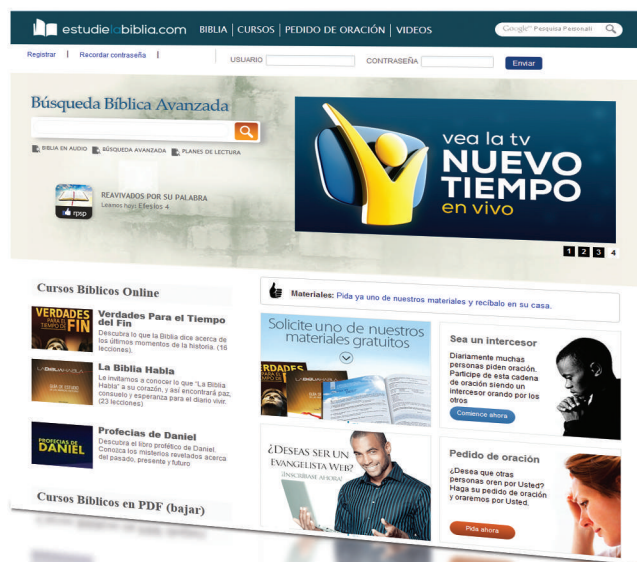 estudielabiblia.com
BIBLIA | CURSOS | PEDIDO DE ORACIÓN | VIDEOS
Google™ Pesquisa Personali
Registrar | Recordar contraseña |
USUARIO
CONTRASEÑA
Enviar
Búsqueda Bíblica Avanzada
BIBLIA EN AUDIO
BÚSQUEDA AVANZADA
PLANES DE LECTURA
rpsp
REAVIVADOS POR SU PALABRA
Leamos hoy:
vea la tv
NUEVO
TIEMPO
en vivo
1 2 3 4
Cursos Bíblicos Online
VERDADES
PARA EL
TIEMPO DEL
FIN
Verdades Para el Tiempo
del Fin
Descubra lo que la Biblia dice acerca de
los últimos momentos de la historia. (18
lecciones).
LA BIBLIA HABLA
GUÍA DE ESTUDIO
La Biblia Habla
Le invitamos a conocer lo que "La Biblia
Habla" a su corazón, y así encontrará paz,
consuelo y esperanza para el diario vivir.
(23 lecciones)
PROFECÍAS DE
DANIEL
Profecías de Daniel
Descubra el libro profético de Daniel.
Conozca los misterios revelados acerca
del pasado, presente y futuro
Cursos Bíblicos en PDF (bajar)
Materiales: Pida ya uno de nuestros materiales y recíbalo en su casa.
Solicite uno de nuestros
materiales gratuitos
Sea un intercesor
Diariamente muchas
personas piden oración.
Participe de esta cadena
de oración siendo un
intercesor orando por los
otros
Comience ahora
¿DESEAS SER UN
EVANGELISTA WEB?
¡INSCRÍBASE AHORA!
Pedido de oración
¿Desea que otras
personas oren por Usted?
Haga su pedido de oración
y oraremos por Usted.
Pida ahora